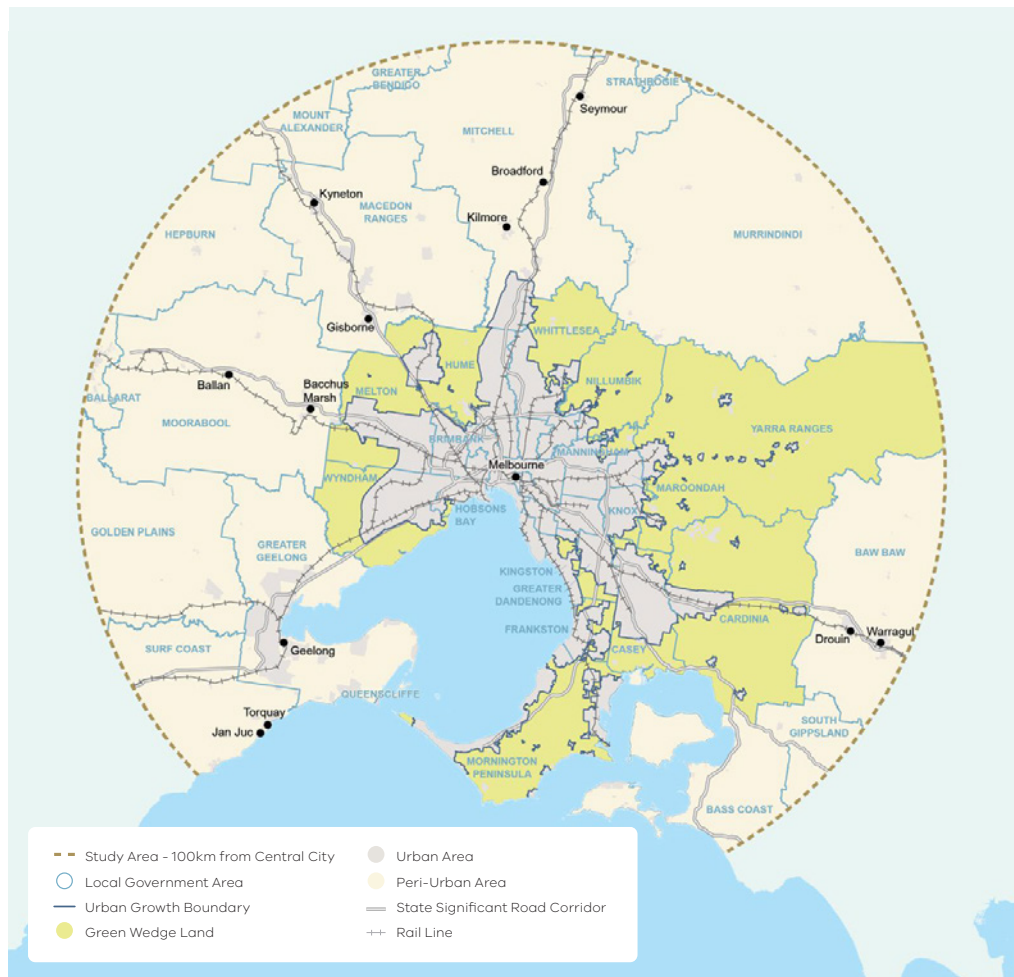 GREATER
BENDIGO
STRATHBOGIE
Seymour
MOUNT
ALEXANDER
MITCHELL
Broadford
Kyneton
MACEDON
RANGES
Kilmore
HEPBURN
MURRINDINDI
Gisborne
WHITTLESEA
HUME
Ballan
Bacchus
Marsh
MELTON
NILLUMBIK
BALLARAT
MOORABOOL
YARRA RANGES
BRIMBANK
MANNINGHAM
Melbourne
WYNDHAM
MAROONDAH
HOBSONS
BAY
KNOX
GOLDEN PLAINS
GREATER
GEELONG
BAW BAW
KINGSTON
GREATER
DANDENONG
CARDINIA
FRANKSTON
Drouin
Warragul
SURF COAST
Geelong
CASEY
QUEENSCLIFFE
Torquay
Jan Juc
SOUTH
GIPPSLAND
MORNINGTON
PENINSULA
BASS COAST
Study Area - 100km from Central City
Local Government Area
Urban Growth Boundary
Green Wedge Land
Urban Area
Peri-Urban Area
State Significant Road Corridor
Rail Line